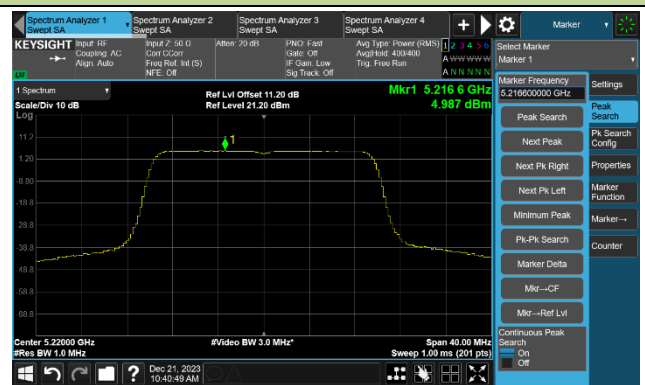 Spectrum Analyzer 1
Swept SA
Spectrum Analyzer 2
Swept SA
Spectrum Analyzer 3
Swept SA
Spectrum Analyzer 4
Swept SA
+
Marker
KEYSIGHT
Input: RF
Coupling: AC
Align: Auto
Input Z: 50 Ω
Corr CCorr
Freq Ref: Int (S)
NFE: Off
Atten: 20 dB
PNO: Fast
Gate: Off
IF Gain: Low
Sig Track: Off
Avg Type: Power (RMS)
Avg|Hold: 400/400
Trig: Free Run
1 2 3 4 5 6
A W W W W W
A N N N N N
LV
Select Marker
Marker 1
1 Spectrum
Scale/Div 10 dB
Log
Ref Lvl Offset 11.20 dB
Ref Level 21.20 dBm
Mkr1 5.216 6 GHz
4.987 dBm
1
11.2
1.20
-8.80
-18.8
-28.8
-38.8
-48.8
-58.8
-68.8
Center 5.22000 GHz
#Res BW 1.0 MHz
#Video BW 3.0 MHz*
Span 40.00 MHz
Sweep 1.00 ms (201 pts)
Marker Frequency
5.216600000 GHz
Peak Search
Next Peak
Next Pk Right
Next Pk Left
Minimum Peak
Pk-Pk Search
Marker Delta
Mkr→CF
Mkr→Ref Lvl
Continuous Peak
Search
On
Off
Settings
Peak
Search
Pk Search
Config
Properties
Marker
Function
Marker→
Counter
?
Dec 21, 2023
10:40:49 AM